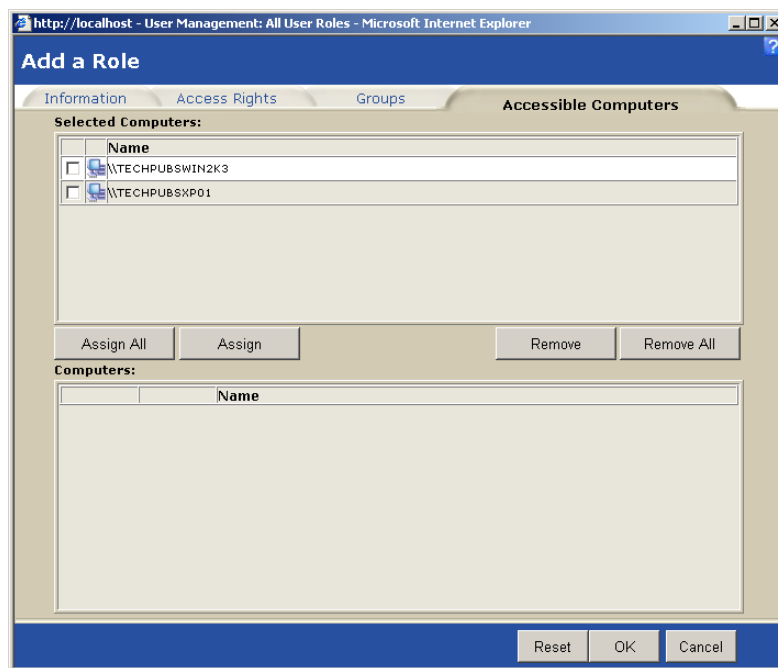 http://localhost - User Management: All User Roles - Microsoft Internet Explorer
?
Add a Role
Information Access Rights Groups Accessible Computers
Selected Computers:
Name
\\TECHPUBSWIN2K3
\\TECHPUBSXP01
Assign All Assign Remove Remove All
Computers:
Name
Reset OK Cancel